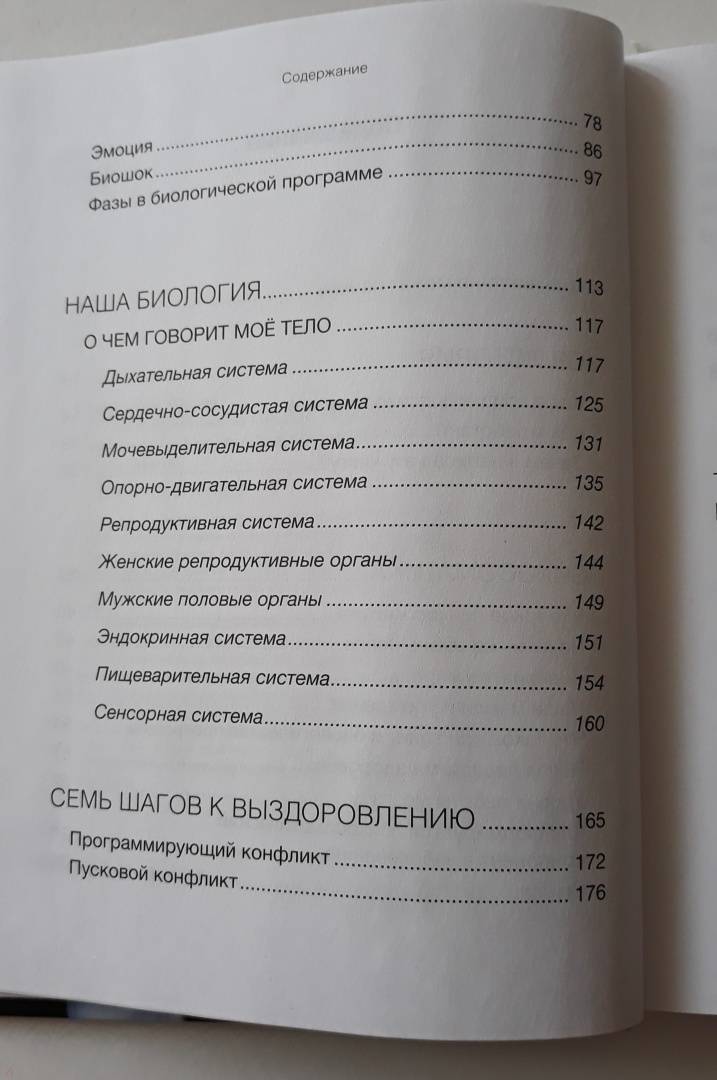 Содержание
Эмоция ........................................................ 78
Биошок ........................................................ 86
Фазы в биологической программе ........................ 97
НАША БИОЛОГИЯ ............................................ 113
О ЧЕМ ГОВОРИТ МОЁ ТЕЛО ................................ 117
Дыхательная система ...................................... 117
Сердечно-сосудистая система ............................ 125
Мочевыделительная система .............................. 131
Опорно-двигательная система ............................ 135
Репродуктивная система .................................. 142
Женские репродуктивные органы ........................ 144
Мужские половые органы .................................. 149
Эндокринная система ...................................... 151
Пищеварительная система ................................ 154
Сенсорная система ........................................ 160
СЕМЬ ШАГОВ К ВЫЗДОРОВЛЕНИЮ .......................... 165
Программирующий конфликт .............................. 172
Пусковой конфликт ........................................ 176